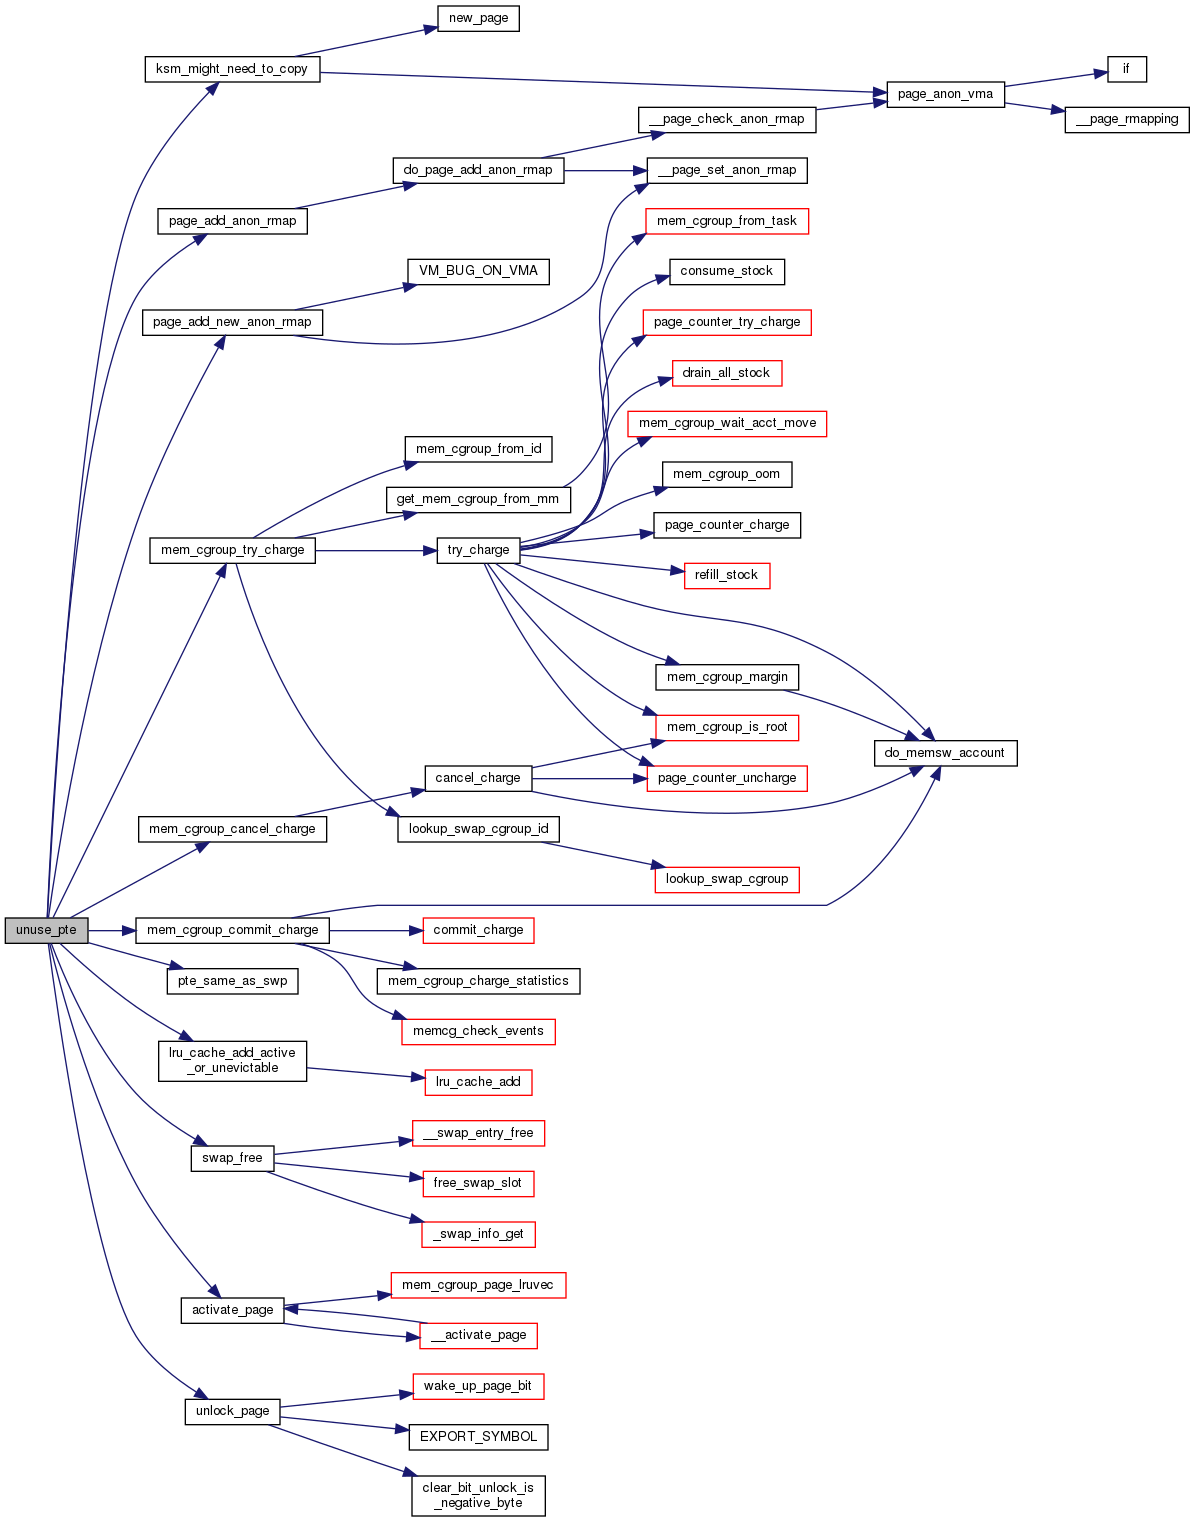 new_page
ksm_might_need_to_copy
if
page_anon_vma
__page_check_anon_rmap
__page_rmapping
do_page_add_anon_rmap
__page_set_anon_rmap
page_add_anon_rmap
mem_cgroup_from_task
VM_BUG_ON_VMA
consume_stock
page_add_new_anon_rmap
page_counter_try_charge
drain_all_stock
mem_cgroup_wait_acct_move
mem_cgroup_from_id
mem_cgroup_oom
get_mem_cgroup_from_mm
page_counter_charge
mem_cgroup_try_charge
try_charge
refill_stock
mem_cgroup_margin
mem_cgroup_is_root
do_memsw_account
cancel_charge
page_counter_uncharge
mem_cgroup_cancel_charge
lookup_swap_cgroup_id
lookup_swap_cgroup
unuse_pte
mem_cgroup_commit_charge
commit_charge
pte_same_as_swp
mem_cgroup_charge_statistics
memcg_check_events
lru_cache_add_active
_or_unevictable
lru_cache_add
__swap_entry_free
swap_free
free_swap_slot
_swap_info_get
mem_cgroup_page_lruvec
activate_page
__activate_page
wake_up_page_bit
unlock_page
EXPORT_SYMBOL
clear_bit_unlock_is
_negative_byte